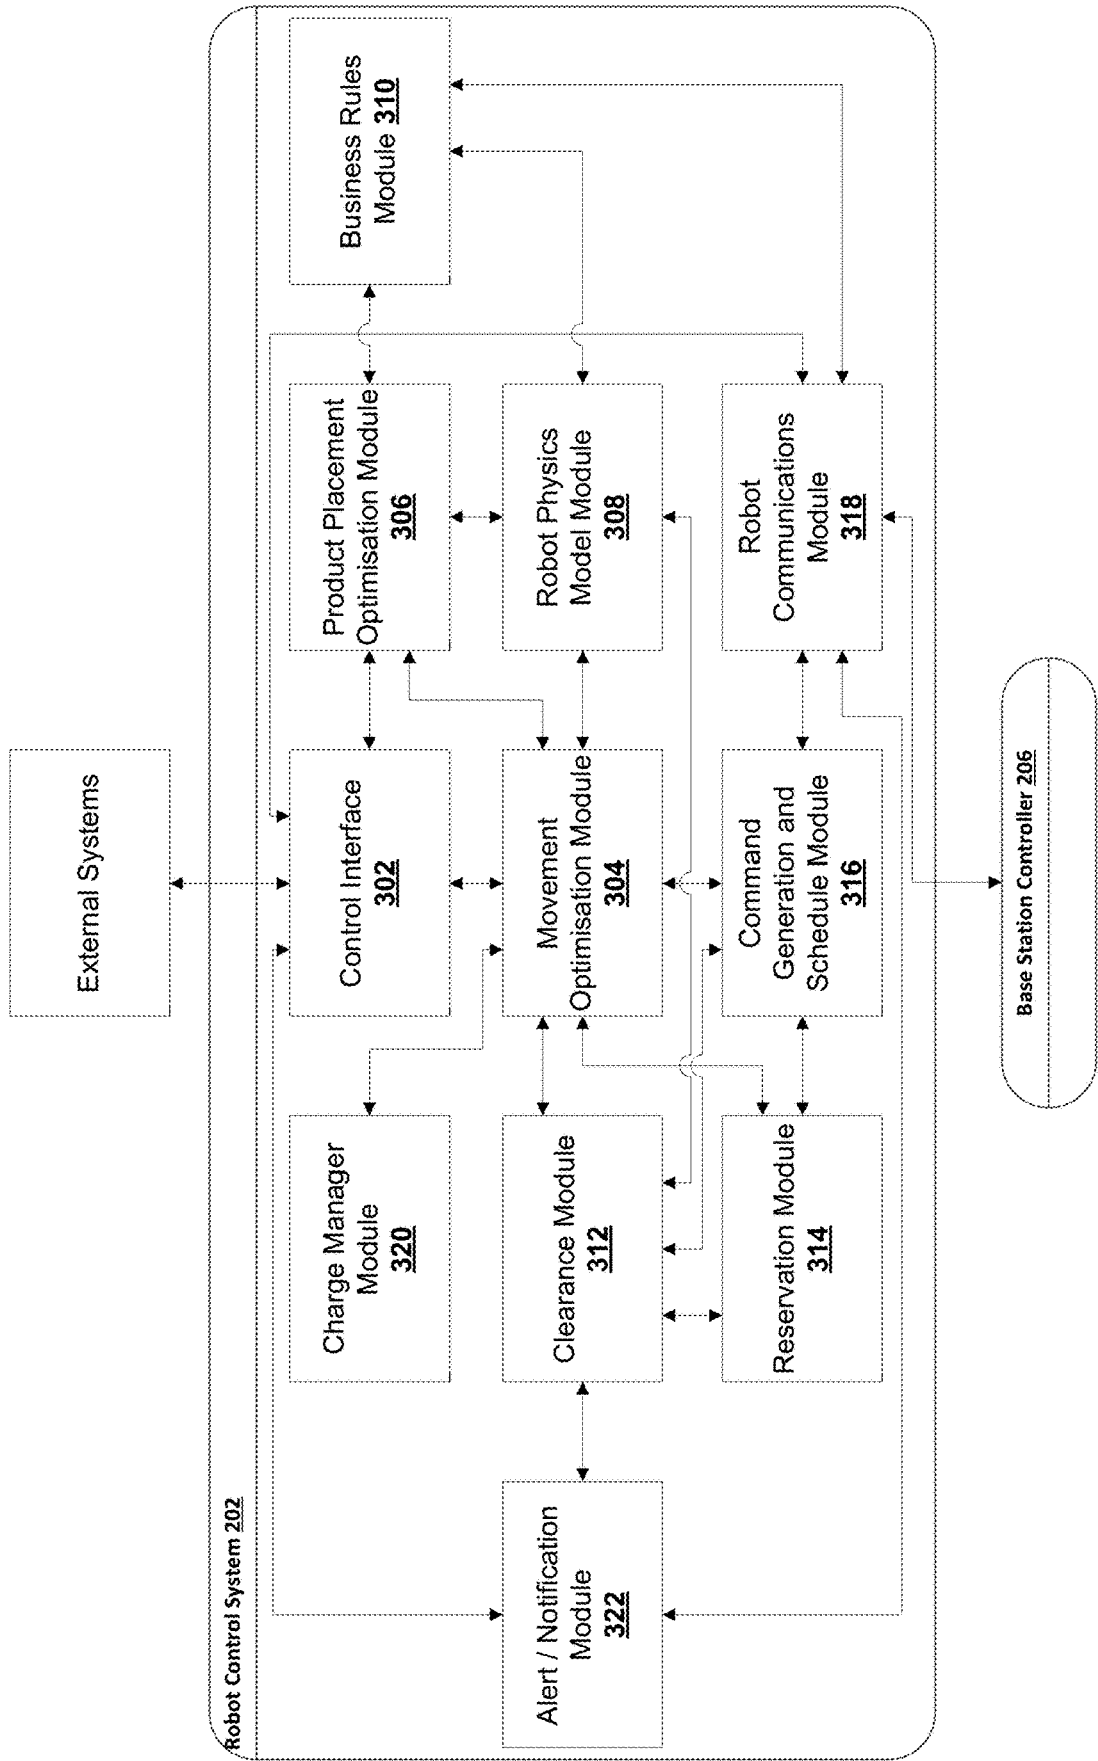 External Systems
Robot Control System 202
Charge Manager
Module
320
Control Interface
302
Product Placement
Optimisation Module
306
Business Rules
Module 310
Alert / Notification
Module
322
Clearance Module
312
Movement
Optimisation Module
304
Robot Physics
Model Module
308
Reservation Module
314
Command
Generation and
Schedule Module
316
Robot
Communications
Module
318
Base Station Controller 206